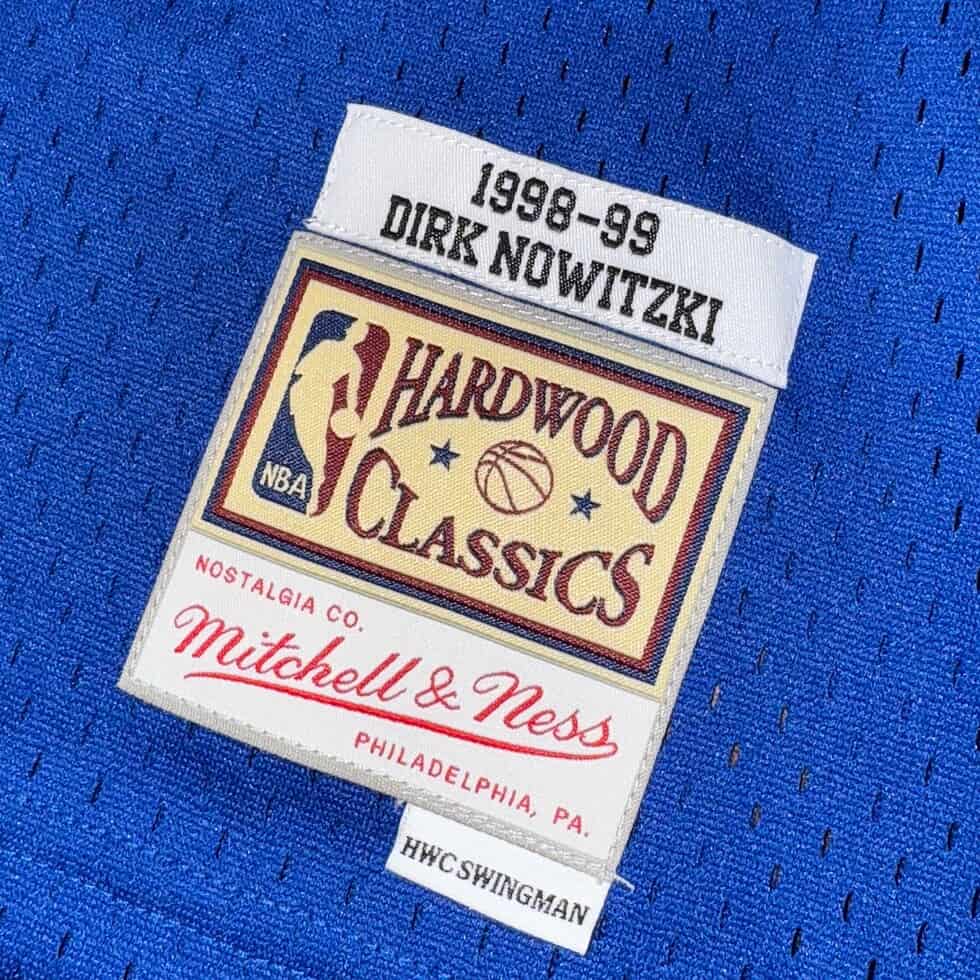 1998-99
DIRK NOWITZKI
HARDWOOD
CLASSICS
NBA
NOSTALGIA CO.
Mitchell & Ness
PHILADELPHIA, PA.
HWC SWINGMAN